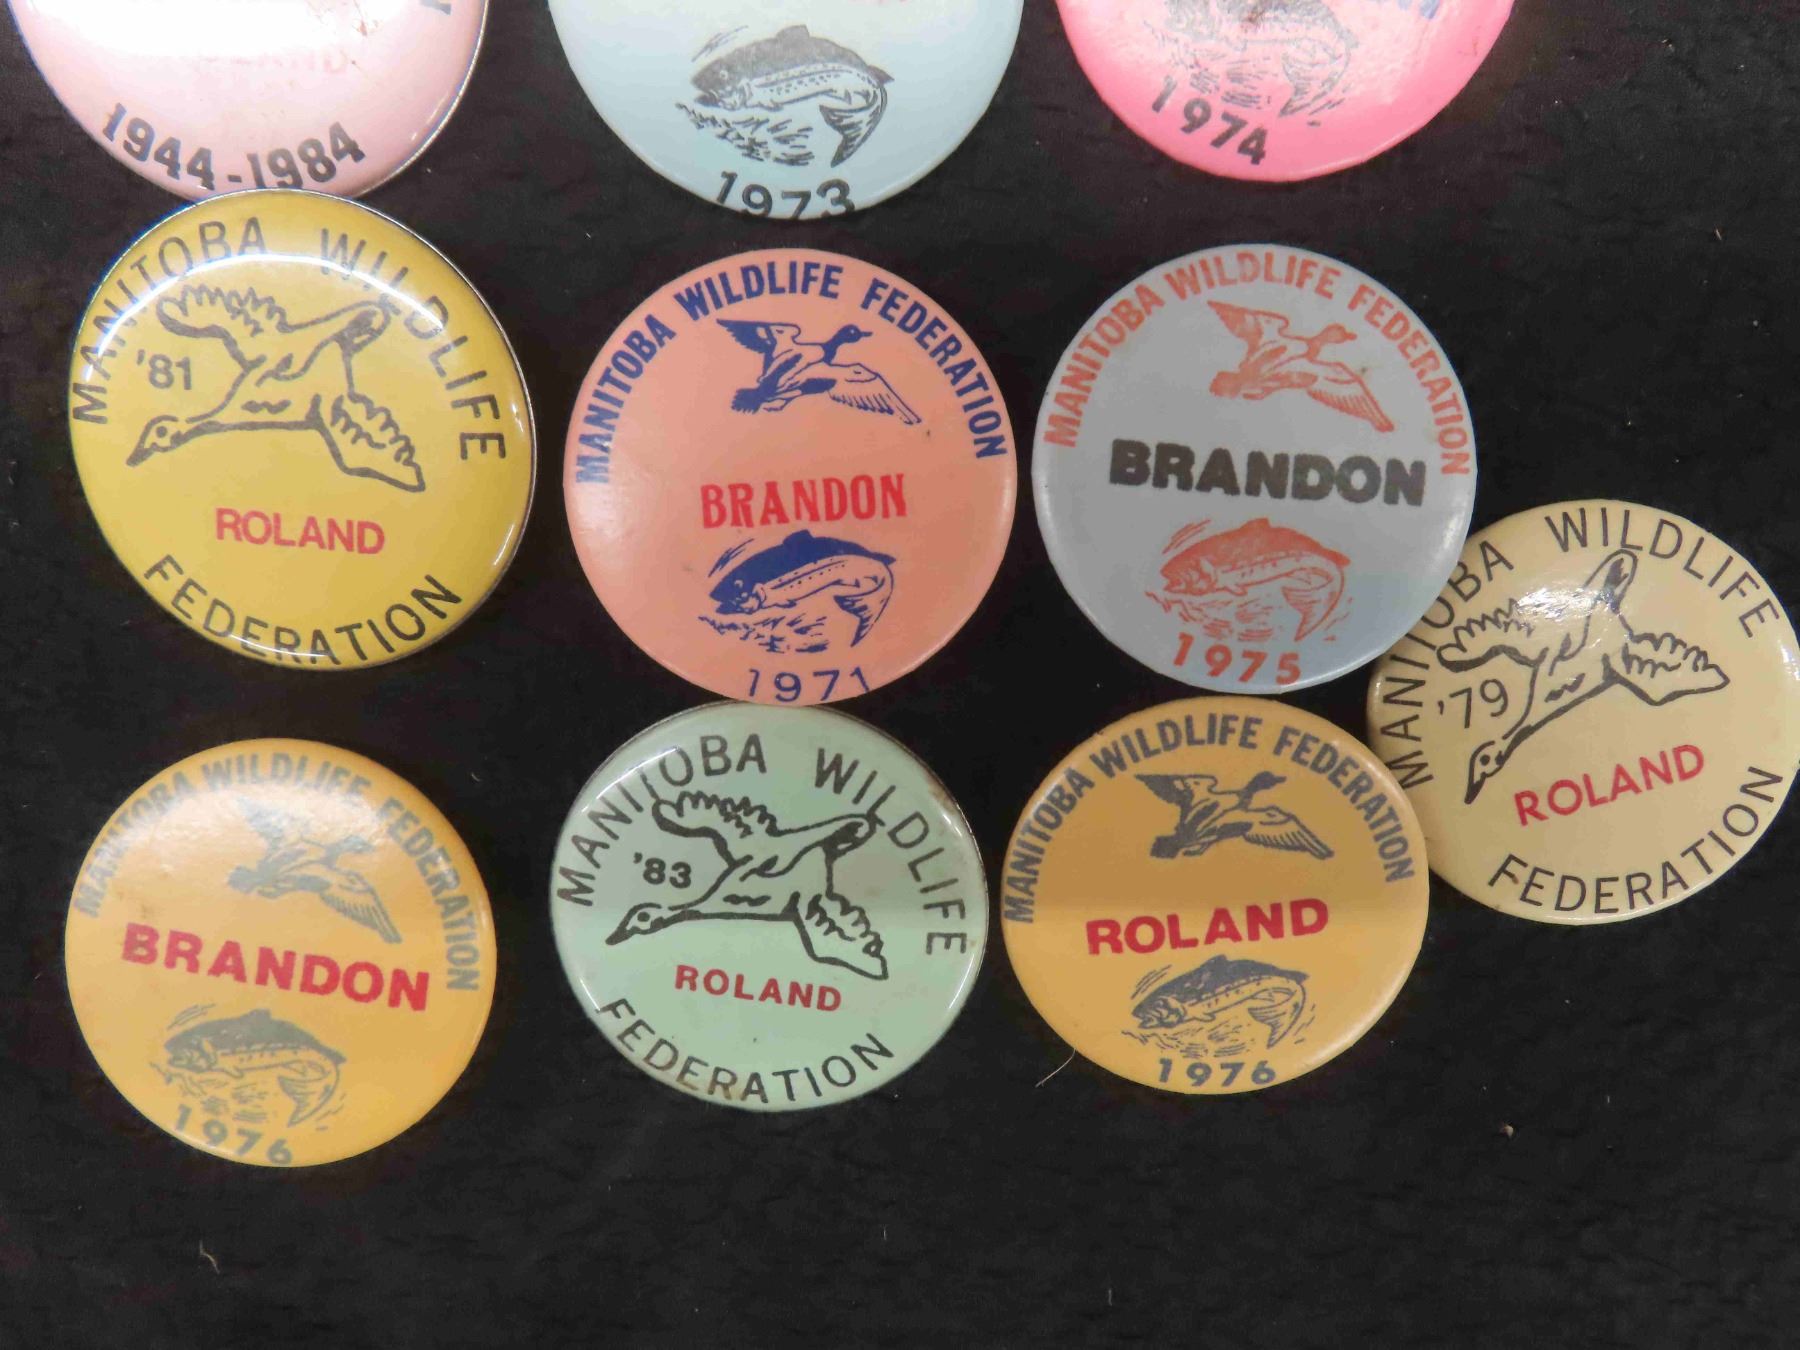 1944-1984
1973
1974
MANITOBA WILDLIFE
'81
ROLAND
FEDERATION
MANITOBA WILDLIFE FEDERATION
BRANDON
1971
MANITOBA WILDLIFE FEDERATION
BRANDON
1975
MANITOBA WILDLIFE
'79
ROLAND
FEDERATION
MANITOBA WILDLIFE FEDERATION
BRANDON
1976
MANITOBA WILDLIFE
'83
ROLAND
FEDERATION
MANITOBA WILDLIFE FEDERATION
ROLAND
1976